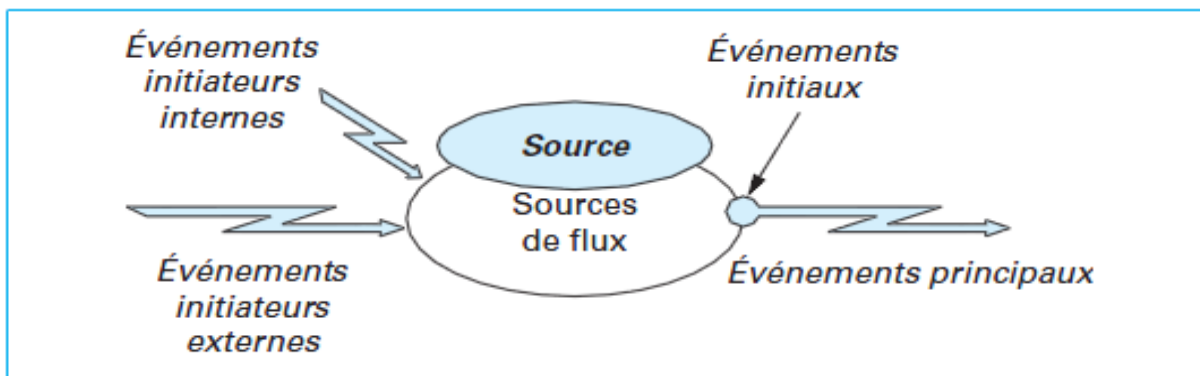 Événements
initiateurs
internes
Événements
initiaux
Source
Sources
de flux
Événements
initiateurs
externes
Événements principaux